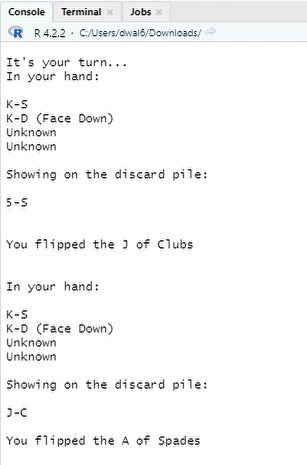 Console Terminal Jobs
R 4.2.2 · C:/Users/dwal6/Downloads/
It's your turn...
In your hand:
K-S
K-D (Face Down)
Unknown
Unknown
Showing on the discard pile:
5-S
You flipped the J of Clubs
In your hand:
K-S
K-D (Face Down)
Unknown
Unknown
Showing on the discard pile:
J-C
You flipped the A of Spades